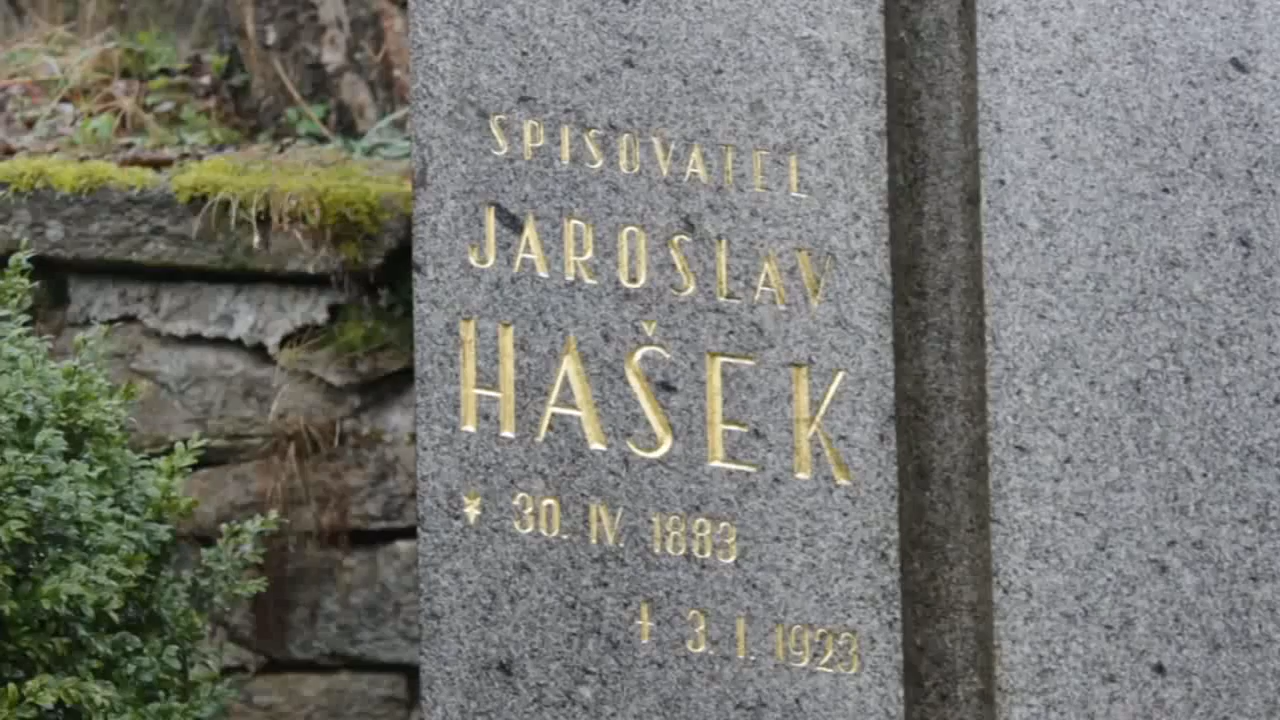 SPISOVATEL
JAROSLAV
HAŠEK
* 30. IV. 1883
† 3. I. 1923